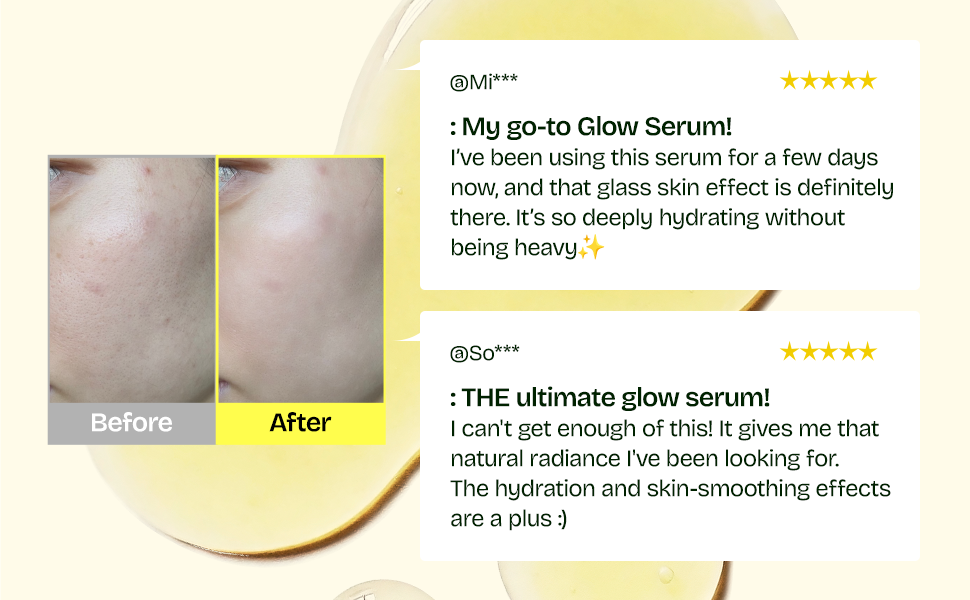 @Mi*** ★★★★★
: My go-to Glow Serum!
I’ve been using this serum for a few days
now, and that glass skin effect is definitely
there. It’s so deeply hydrating without
being heavy✨
Before
After
@So*** ★★★★★
: THE ultimate glow serum!
I can't get enough of this! It gives me that
natural radiance I've been looking for.
The hydration and skin-smoothing effects
are a plus :)